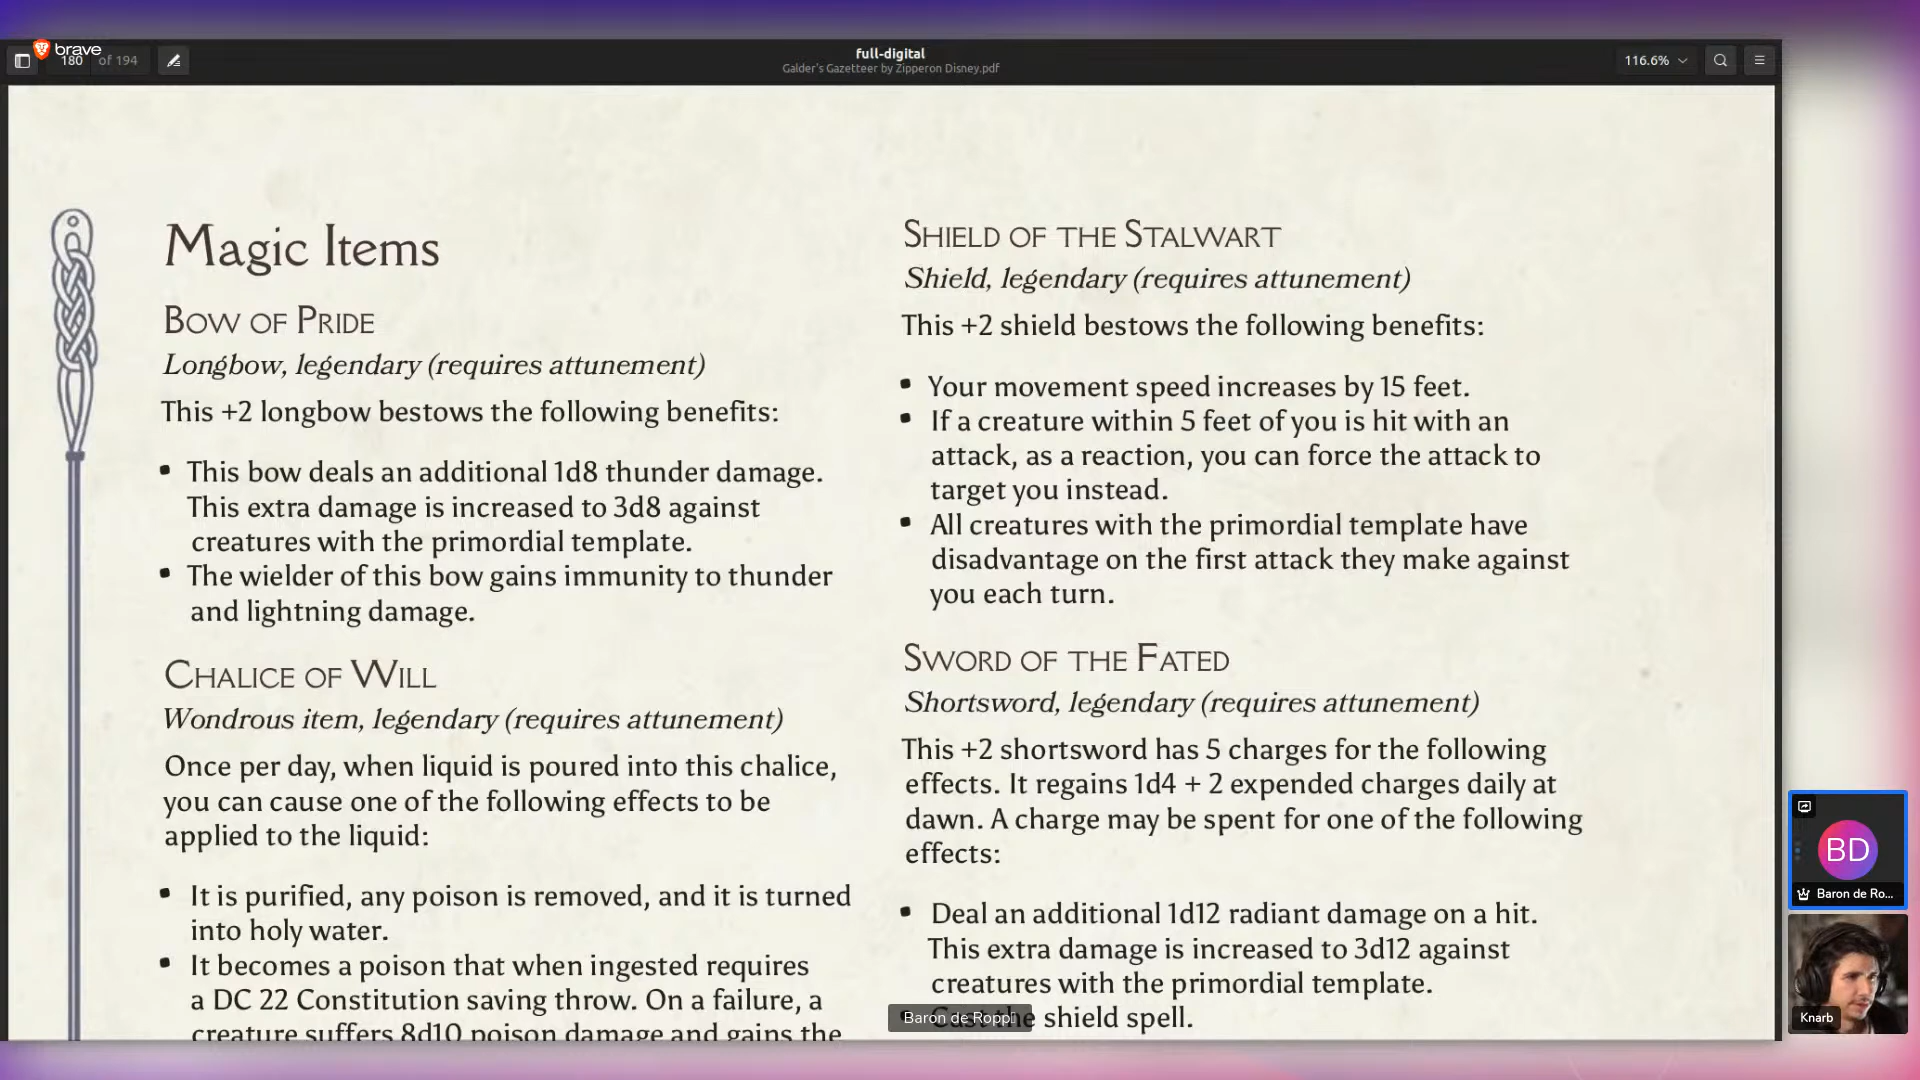 brave
180 of 194
full-digital
Galder's Gazetteer by Zipperon Disney.pdf
116.6%
Magic Items
Bow of Pride
Longbow, legendary (requires attunement)
This +2 longbow bestows the following benefits:
This bow deals an additional 1d8 thunder damage.
This extra damage is increased to 3d8 against
creatures with the primordial template.
The wielder of this bow gains immunity to thunder
and lightning damage.
Chalice of Will
Wondrous item, legendary (requires attunement)
Once per day, when liquid is poured into this chalice,
you can cause one of the following effects to be
applied to the liquid:
It is purified, any poison is removed, and it is turned
into holy water.
It becomes a poison that when ingested requires
a DC 22 Constitution saving throw. On a failure, a
creature suffers 8d10 poison damage and gains the
Shield of the Stalwart
Shield, legendary (requires attunement)
This +2 shield bestows the following benefits:
Your movement speed increases by 15 feet.
If a creature within 5 feet of you is hit with an
attack, as a reaction, you can force the attack to
target you instead.
All creatures with the primordial template have
disadvantage on the first attack they make against
you each turn.
Sword of the Fated
Shortsword, legendary (requires attunement)
This +2 shortsword has 5 charges for the following
effects. It regains 1d4 + 2 expended charges daily at
dawn. A charge may be spent for one of the following
effects:
Deal an additional 1d12 radiant damage on a hit.
This extra damage is increased to 3d12 against
creatures with the primordial template.
Cast the shield spell.
Baron de Roppi
BD
Baron de Ro...
Knarb